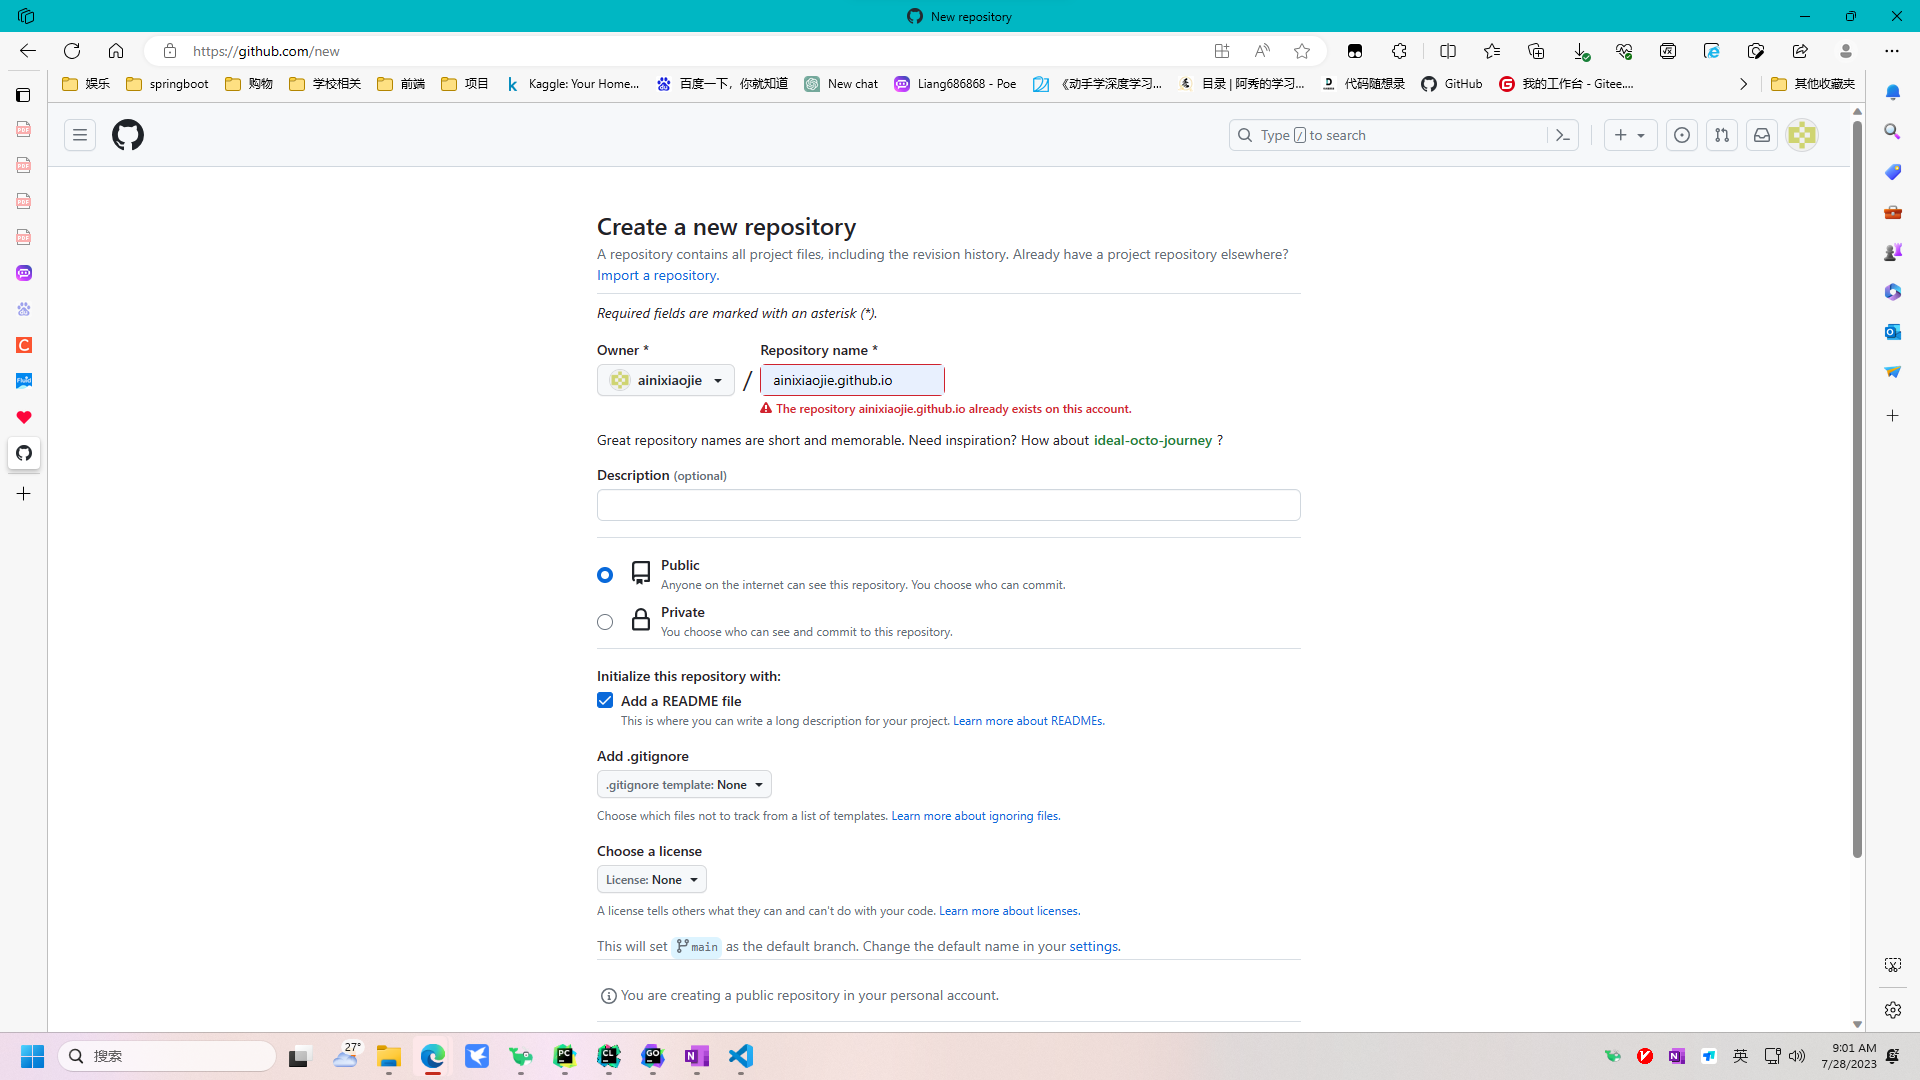 New repository
https://github.com/new
娱乐
springboot
购物
学校相关
前端
项目
Kaggle: Your Home...
百度一下，你就知道
New chat
Liang686868 - Poe
《动手学深度学习...
目录 | 阿秀的学习...
代码随想录
GitHub
我的工作台 - Gitee....
其他收藏夹
Type / to search
Create a new repository
A repository contains all project files, including the revision history. Already have a project repository elsewhere?
Import a repository.
Required fields are marked with an asterisk (*).
Owner *
Repository name *
ainixiaojie
/
ainixiaojie.github.io
The repository ainixiaojie.github.io already exists on this account.
Great repository names are short and memorable. Need inspiration? How about ideal-octo-journey ?
Description (optional)
Public
Anyone on the internet can see this repository. You choose who can commit.
Private
You choose who can see and commit to this repository.
Initialize this repository with:
Add a README file
This is where you can write a long description for your project. Learn more about READMEs.
Add .gitignore
.gitignore template: None
Choose which files not to track from a list of templates. Learn more about ignoring files.
Choose a license
License: None
A license tells others what they can and can't do with your code. Learn more about licenses.
This will set main as the default branch. Change the default name in your settings.
You are creating a public repository in your personal account.
搜索
27°
英
9:01 AM
7/28/2023